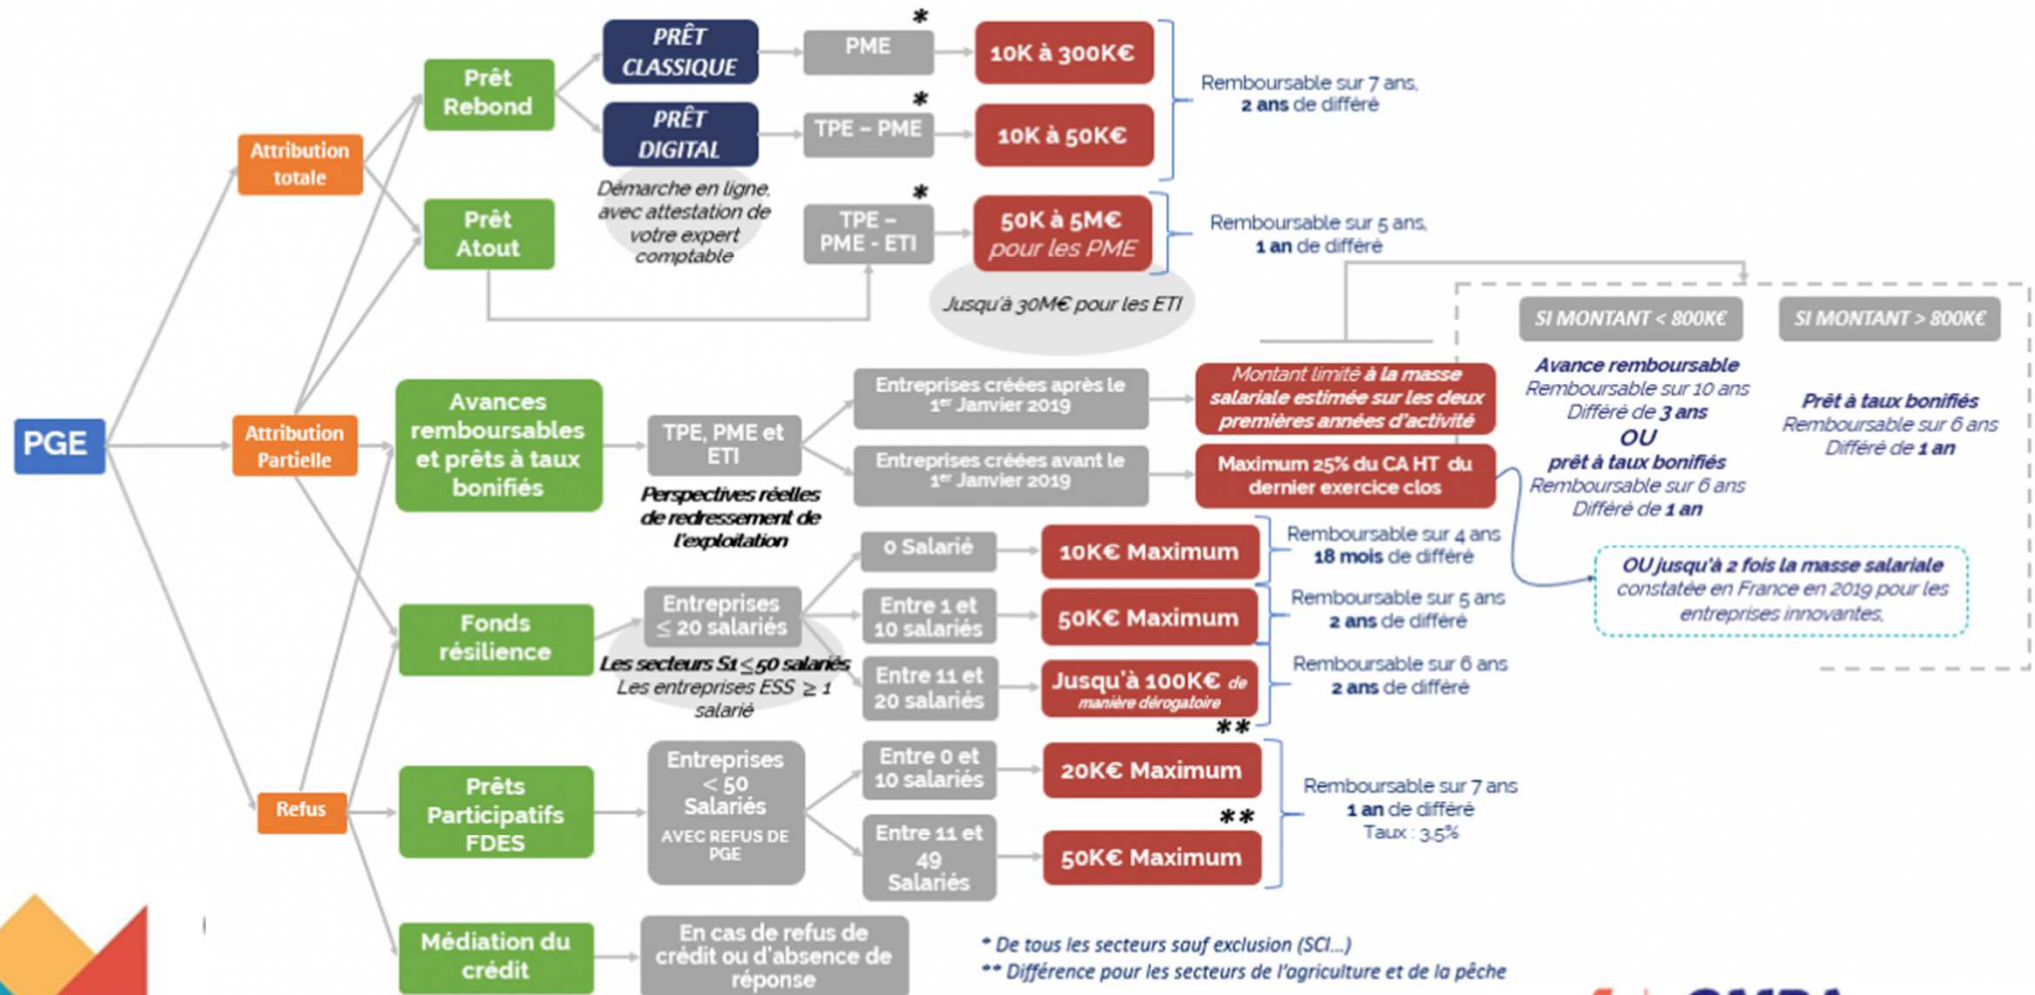 PGE
Attribution
totale
Attribution
Partielle
Refus
Prêt
Rebond
PRÊT
CLASSIQUE
*
PME
10K à 300K€
PRÊT
DIGITAL
*
TPE – PME
10K à 50K€
Remboursable sur 7 ans,
2 ans de différé
Démarche en ligne,
avec attestation de
votre expert
comptable
Prêt
Atout
*
TPE –
PME - ETI
50K à 5M€
pour les PME
Remboursable sur 5 ans,
1 an de différé
Jusqu'à 30M€ pour les ETI
Avances
remboursables
et prêts à taux
bonifiés
TPE, PME et
ETI
Perspectives réelles
de redressement de
l'exploitation
Entreprises créées après le
1er Janvier 2019
Montant limité à la masse
salariale estimée sur les deux
premières années d'activité
Entreprises créées avant le
1er Janvier 2019
Maximum 25% du CA HT du
dernier exercice clos
SI MONTANT < 800K€
Avance remboursable
Remboursable sur 10 ans
Différé de 3 ans
OU
prêt à taux bonifiés
Remboursable sur 6 ans
Différé de 1 an
SI MONTANT > 800K€
Prêt à taux bonifiés
Remboursable sur 6 ans
Différé de 1 an
OU jusqu'à 2 fois la masse salariale
constatée en France en 2019 pour les
entreprises innovantes,
Fonds
résilience
Entreprises
≤ 20 salariés
Les secteurs S1 ≤ 50 salariés
Les entreprises ESS ≥ 1
salarié
0 Salarié
10K€ Maximum
Remboursable sur 4 ans
18 mois de différé
Entre 1 et
10 salariés
50K€ Maximum
Remboursable sur 5 ans
2 ans de différé
Entre 11 et
20 salariés
Jusqu'à 100K€ de
manière dérogatoire
Remboursable sur 6 ans
2 ans de différé
Prêts
Participatifs
FDES
Entreprises
< 50
Salariés
AVEC REFUS DE
PGE
Entre 0 et
10 salariés
**
20K€ Maximum
Entre 11 et
49
Salariés
**
50K€ Maximum
Remboursable sur 7 ans
1 an de différé
Taux : 3,5%
Médiation du
crédit
En cas de refus de
crédit ou d'absence de
réponse
* De tous les secteurs sauf exclusion (SCI...)
** Différence pour les secteurs de l'agriculture et de la pêche